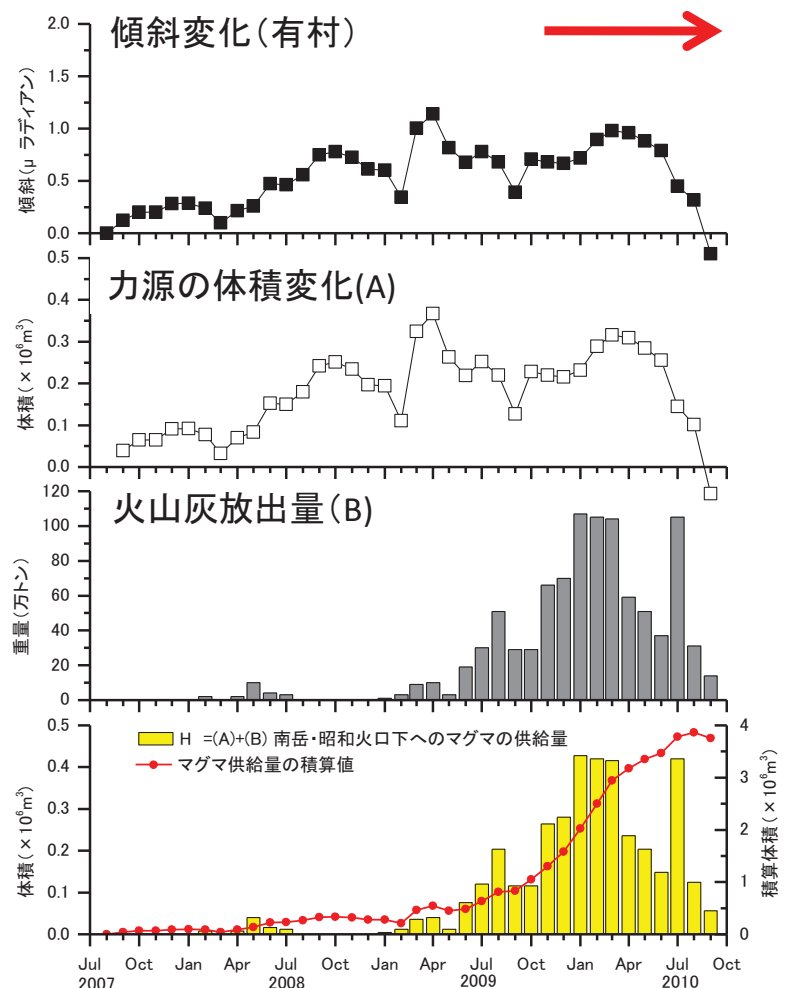 傾斜変化(有村)
2.0
1.5
1.0
0.5
0.0
傾斜(μ ラディアン)
力源の体積変化(A)
0.5
0.4
0.3
0.2
0.1
0.0
体積(×10⁶m³)
火山灰放出量(B)
120
100
80
60
40
20
0
重量(万トン)
H =(A)+(B) 南岳・昭和火口下へのマグマの供給量
マグマ供給量の積算値
0.5
0.4
0.3
0.2
0.1
0.0
体積(×10⁶m³)
4
3
2
1
0
積算体積(×10⁶m³)
Jul Oct Jan Apr Jul Oct Jan Apr Jul Oct Jan Apr Jul Oct
2007 2008 2009 2010